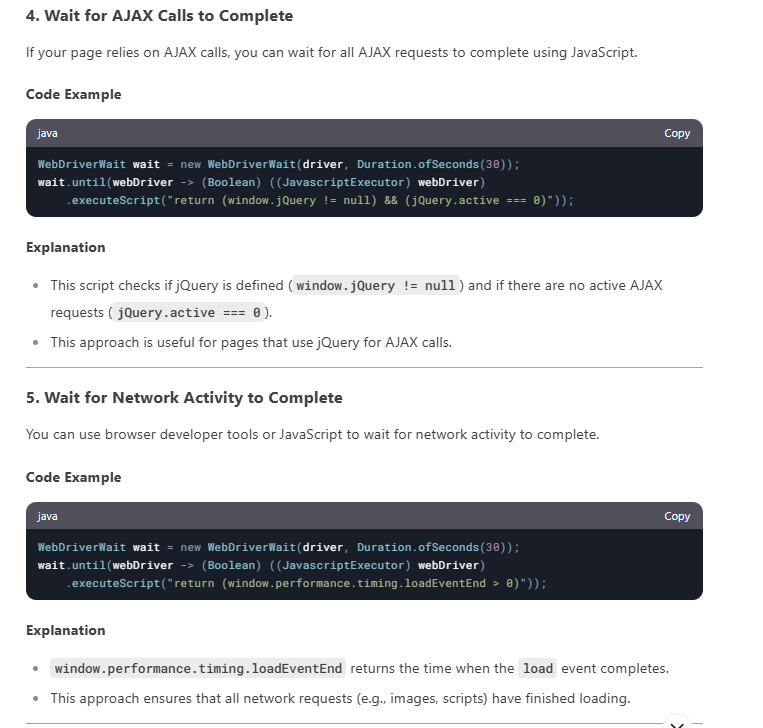 4. Wait for AJAX Calls to Complete
If your page relies on AJAX calls, you can wait for all AJAX requests to complete using JavaScript.
Code Example
java Copy
WebDriverWait wait = new WebDriverWait(driver, Duration.ofSeconds(30));
wait.until(webDriver -> (Boolean) ((JavascriptExecutor) webDriver)
    .executeScript("return (window.jQuery != null) && (jQuery.active === 0)"));
Explanation
• This script checks if jQuery is defined ( window.jQuery != null ) and if there are no active AJAX
requests ( jQuery.active === 0 ).
• This approach is useful for pages that use jQuery for AJAX calls.
5. Wait for Network Activity to Complete
You can use browser developer tools or JavaScript to wait for network activity to complete.
Code Example
java Copy
WebDriverWait wait = new WebDriverWait(driver, Duration.ofSeconds(30));
wait.until(webDriver -> (Boolean) ((JavascriptExecutor) webDriver)
    .executeScript("return (window.performance.timing.loadEventEnd > 0)"));
Explanation
• window.performance.timing.loadEventEnd returns the time when the load event completes.
• This approach ensures that all network requests (e.g., images, scripts) have finished loading.